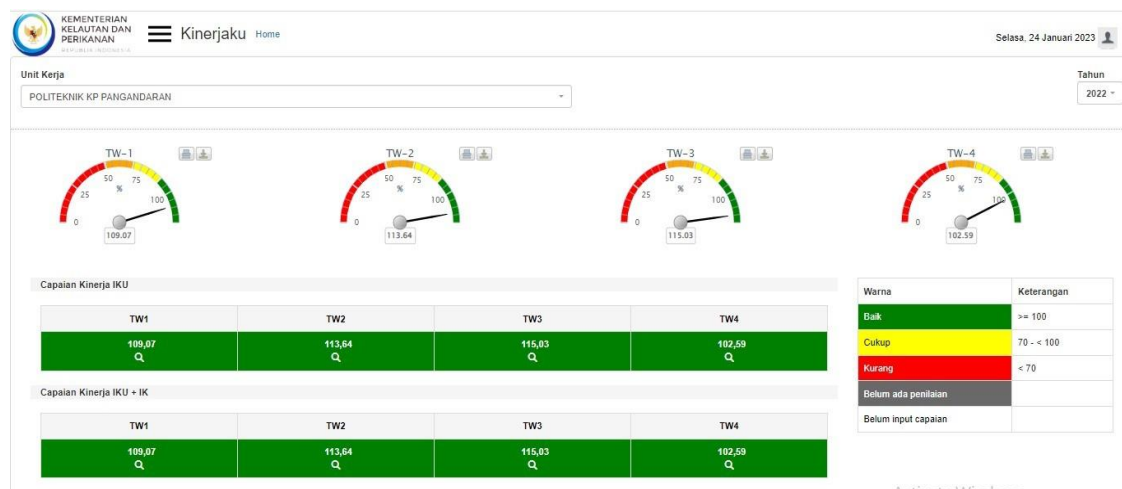 KEMENTERIAN
KELAUTAN DAN
PERIKANAN
REPUBLIK INDONESIA
Kinerjaku Home
Selasa, 24 Januari 2023
Unit Kerja
Tahun
POLITEKNIK KP PANGANDARAN
2022
TW-1
0 25 50 75 100
%
109.07
TW-2
0 25 50 75 100
%
113.64
TW-3
0 25 50 75 100
%
115.03
TW-4
0 25 50 75 100
%
102.59
Capaian Kinerja IKU
TW1 TW2 TW3 TW4
109,07 113,64 115,03 102,59
Capaian Kinerja IKU + IK
TW1 TW2 TW3 TW4
109,07 113,64 115,03 102,59
Warna Keterangan
Baik >= 100
Cukup 70 - < 100
Kurang < 70
Belum ada penilaian
Belum input capaian
Activate Windows